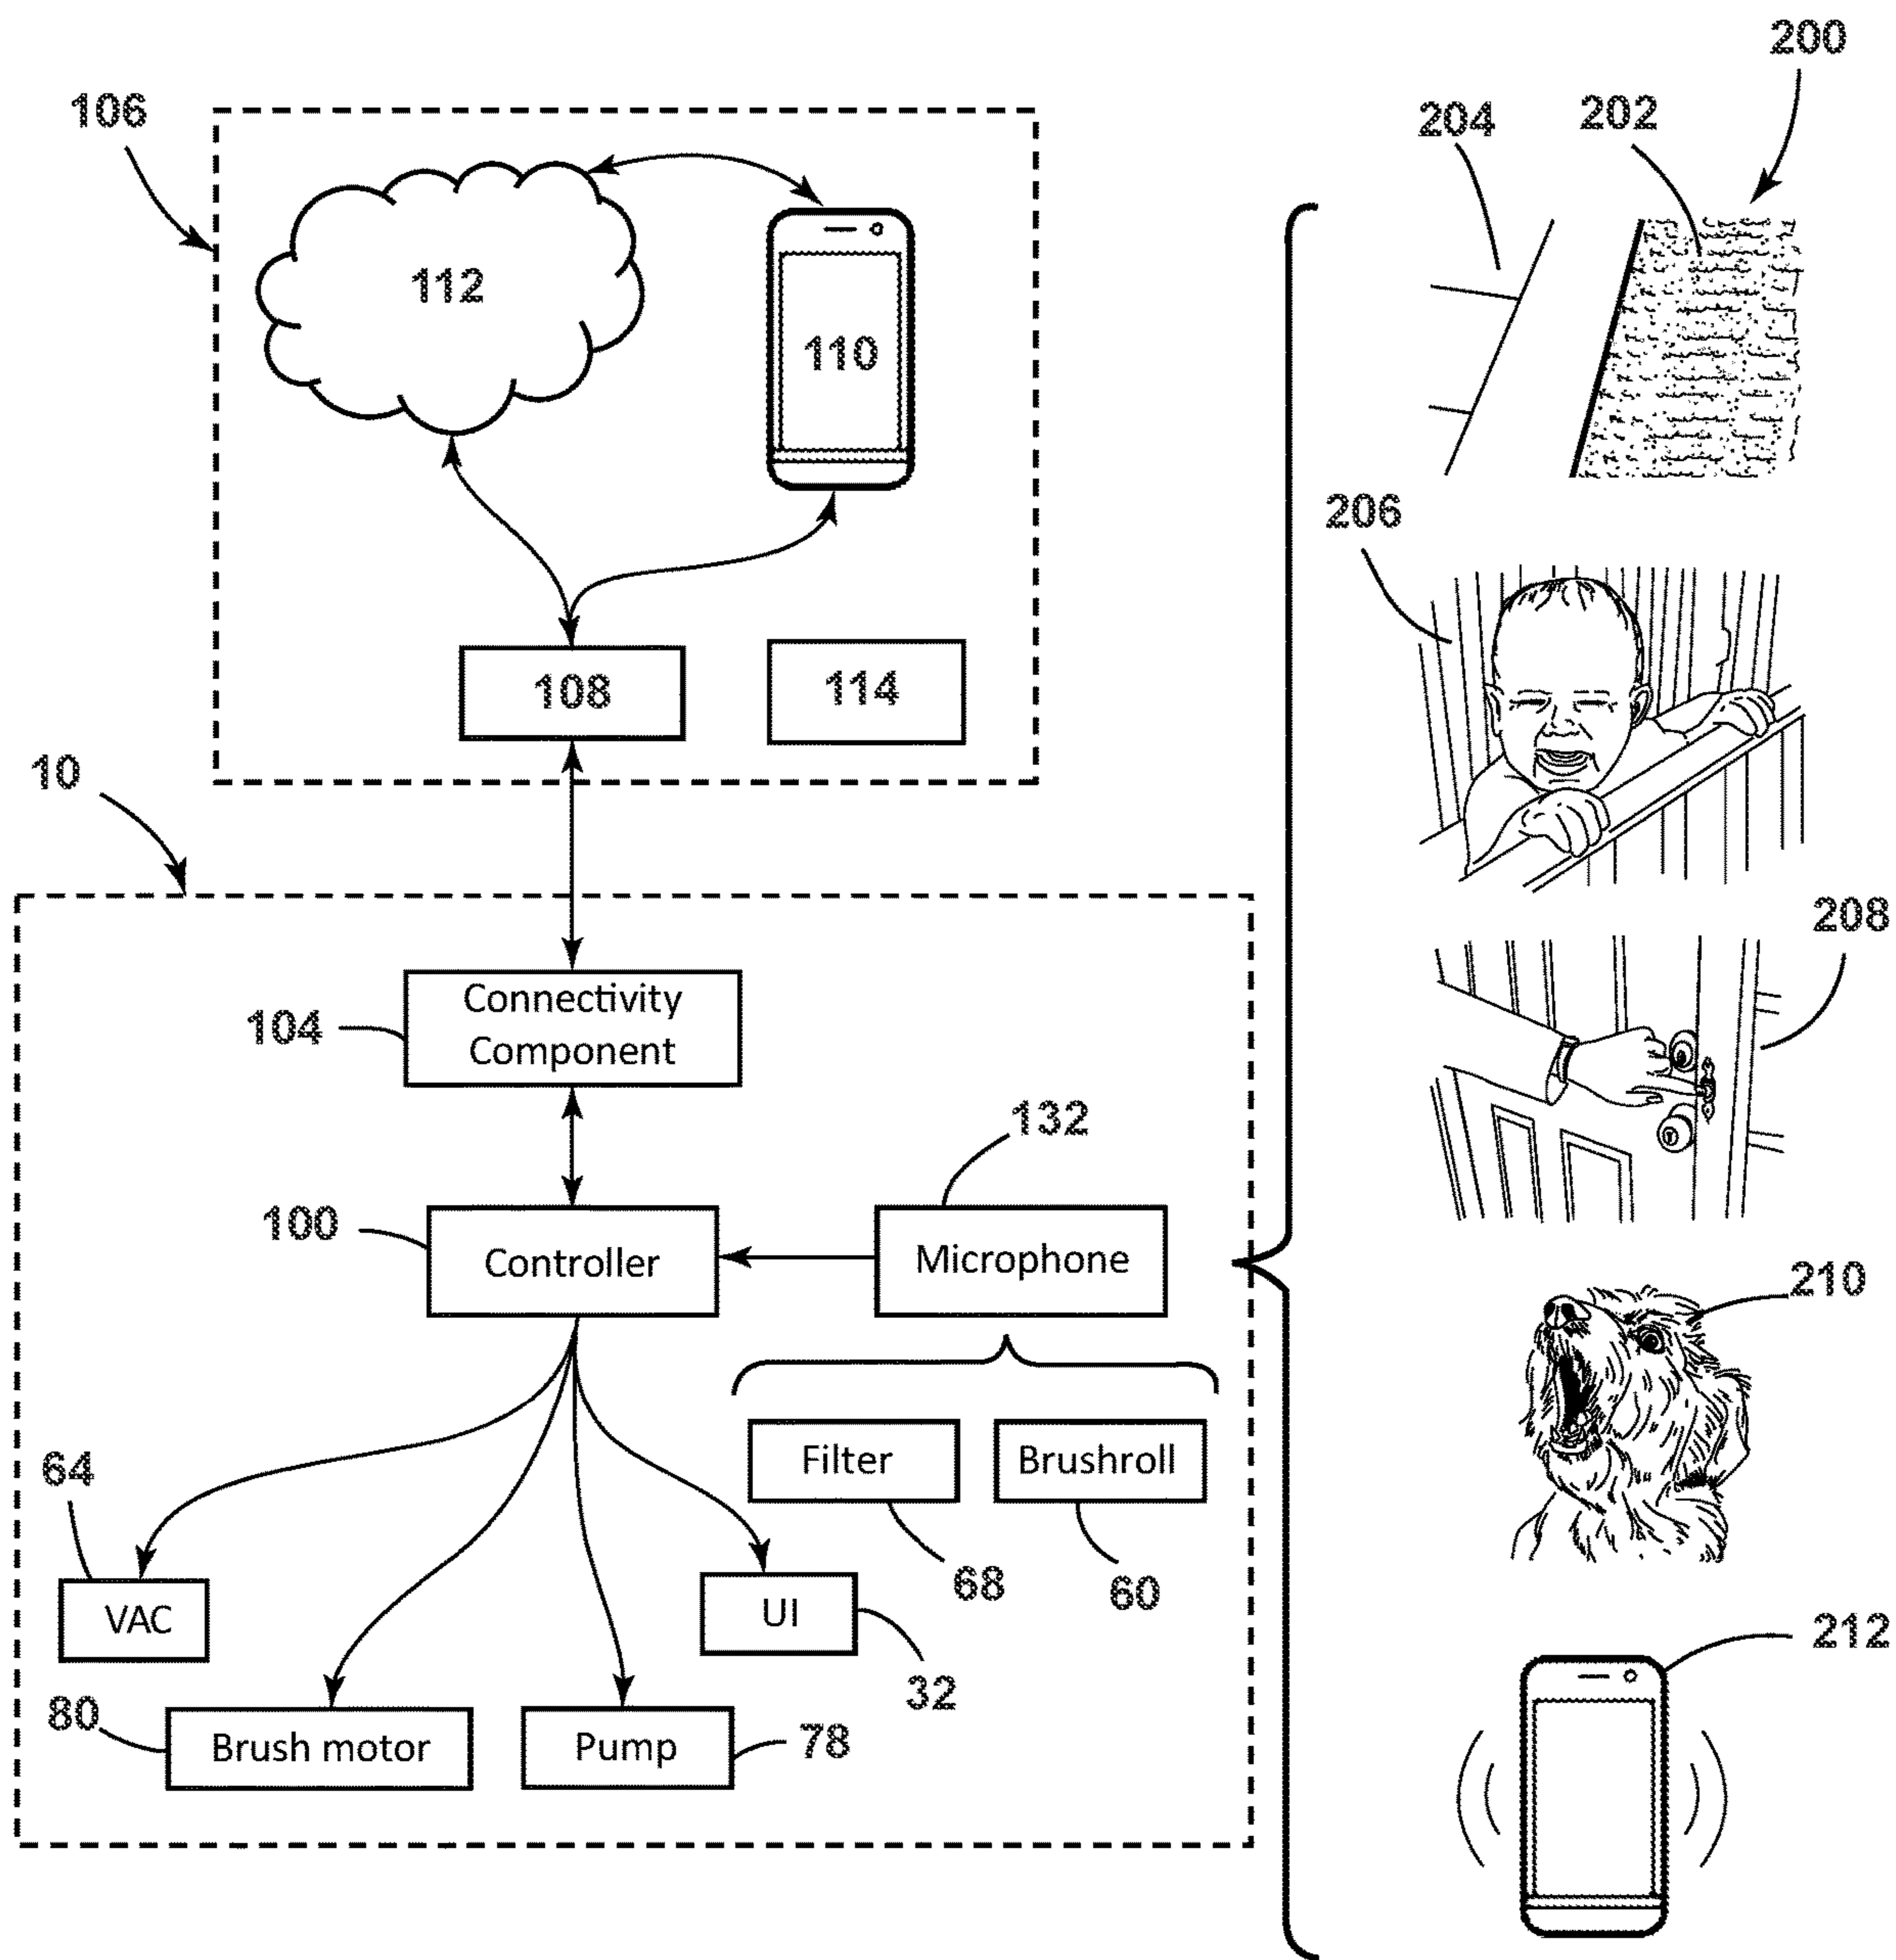 200
106
204
202
112
110
206
108
114
10
208
104
Connectivity
Component
132
100
Controller
Microphone
210
64
Filter
Brushroll
VAC
UI
68
60
212
32
80
Brush motor
Pump
78